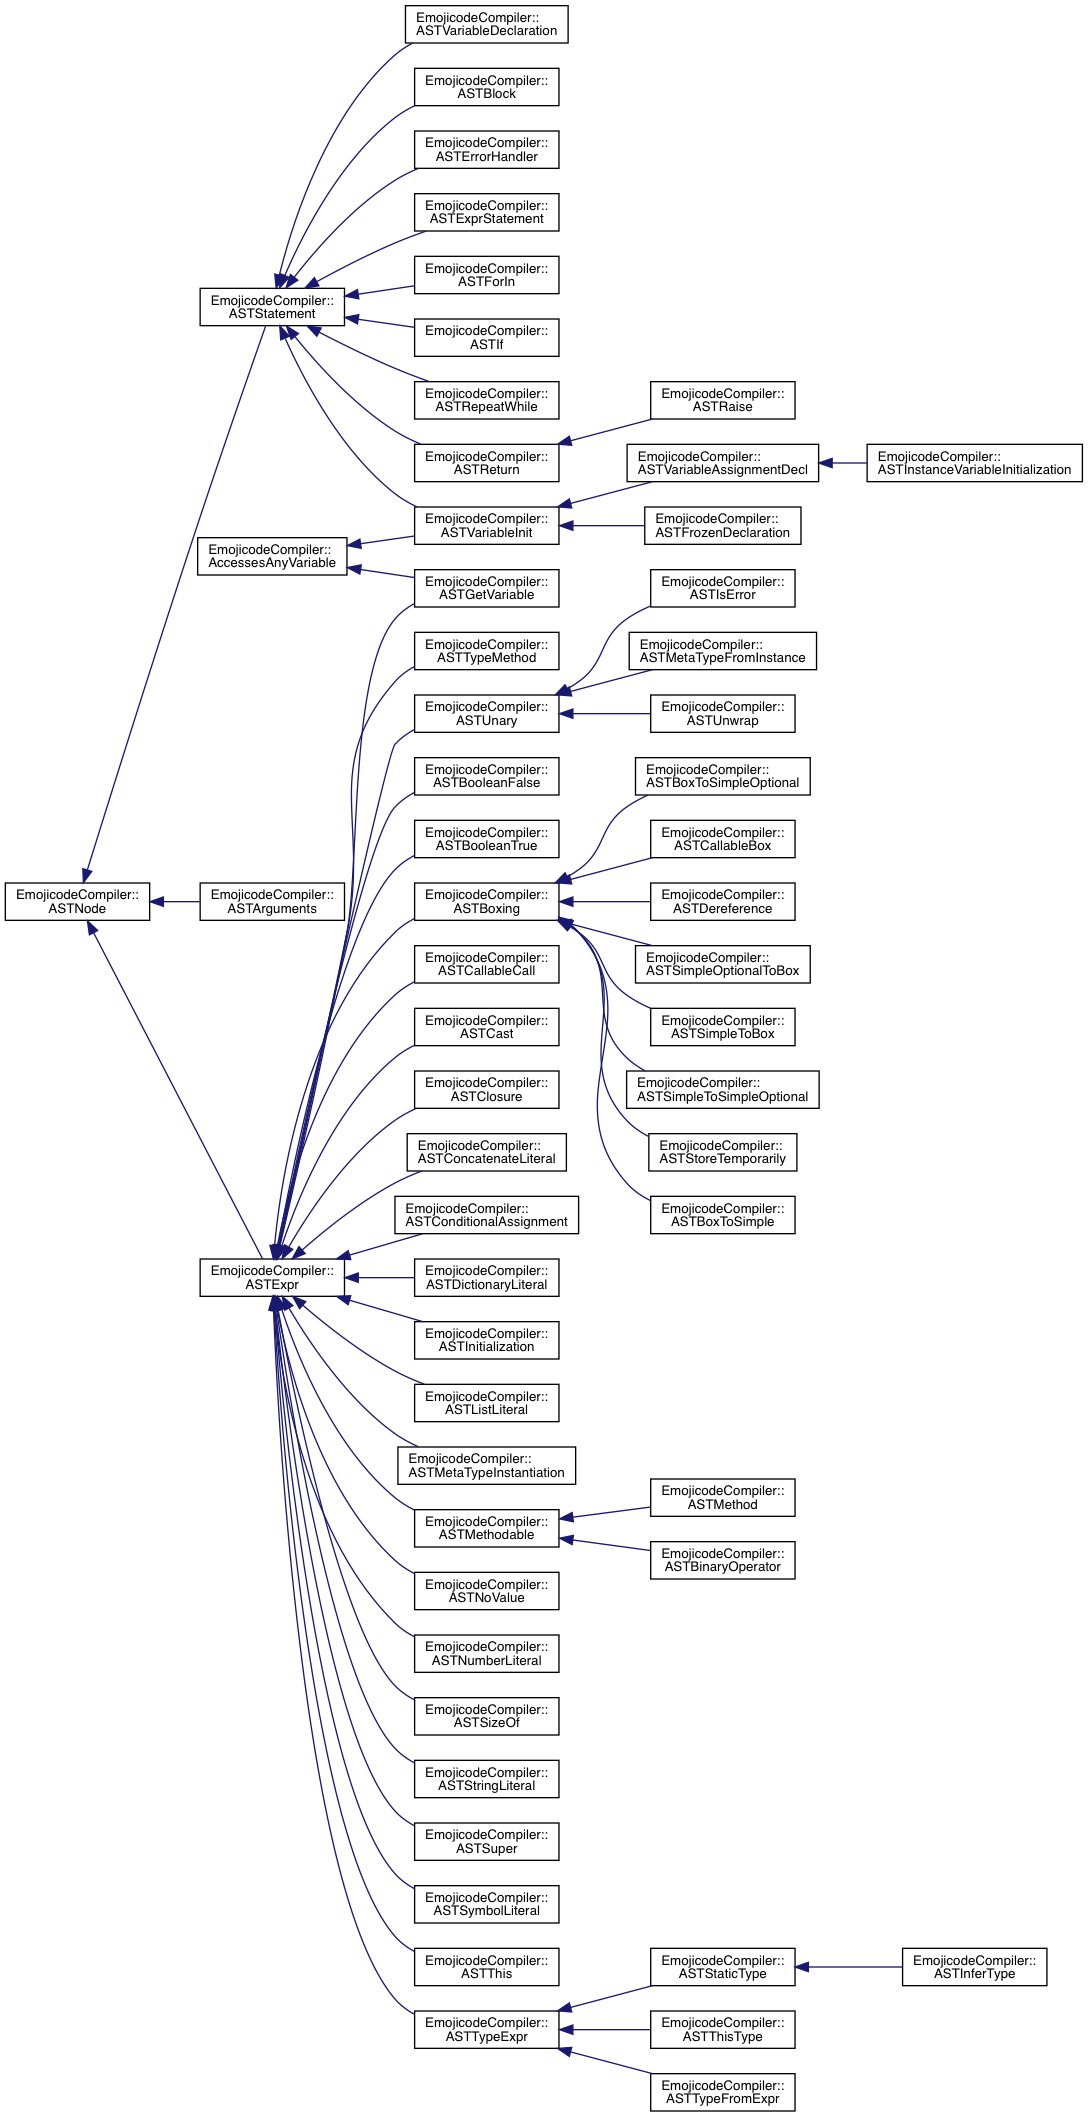 EmojicodeCompiler::
ASTVariableDeclaration
EmojicodeCompiler::
ASTBlock
EmojicodeCompiler::
ASTErrorHandler
EmojicodeCompiler::
ASTExprStatement
EmojicodeCompiler::
ASTForIn
EmojicodeCompiler::
ASTStatement
EmojicodeCompiler::
ASTIf
EmojicodeCompiler::
ASTRepeatWhile
EmojicodeCompiler::
ASTRaise
EmojicodeCompiler::
ASTReturn
EmojicodeCompiler::
ASTVariableAssignmentDecl
EmojicodeCompiler::
ASTInstanceVariableInitialization
EmojicodeCompiler::
ASTVariableInit
EmojicodeCompiler::
ASTFrozenDeclaration
EmojicodeCompiler::
AccessesAnyVariable
EmojicodeCompiler::
ASTGetVariable
EmojicodeCompiler::
ASTIsError
EmojicodeCompiler::
ASTTypeMethod
EmojicodeCompiler::
ASTMetaTypeFromInstance
EmojicodeCompiler::
ASTUnary
EmojicodeCompiler::
ASTUnwrap
EmojicodeCompiler::
ASTBooleanFalse
EmojicodeCompiler::
ASTBoxToSimpleOptional
EmojicodeCompiler::
ASTBooleanTrue
EmojicodeCompiler::
ASTCallableBox
EmojicodeCompiler::
ASTNode
EmojicodeCompiler::
ASTArguments
EmojicodeCompiler::
ASTBoxing
EmojicodeCompiler::
ASTDereference
EmojicodeCompiler::
ASTCallableCall
EmojicodeCompiler::
ASTSimpleOptionalToBox
EmojicodeCompiler::
ASTCast
EmojicodeCompiler::
ASTSimpleToBox
EmojicodeCompiler::
ASTClosure
EmojicodeCompiler::
ASTSimpleToSimpleOptional
EmojicodeCompiler::
ASTConcatenateLiteral
EmojicodeCompiler::
ASTStoreTemporarily
EmojicodeCompiler::
ASTConditionalAssignment
EmojicodeCompiler::
ASTBoxToSimple
EmojicodeCompiler::
ASTExpr
EmojicodeCompiler::
ASTDictionaryLiteral
EmojicodeCompiler::
ASTInitialization
EmojicodeCompiler::
ASTListLiteral
EmojicodeCompiler::
ASTMetaTypeInstantiation
EmojicodeCompiler::
ASTMethod
EmojicodeCompiler::
ASTMethodable
EmojicodeCompiler::
ASTBinaryOperator
EmojicodeCompiler::
ASTNoValue
EmojicodeCompiler::
ASTNumberLiteral
EmojicodeCompiler::
ASTSizeOf
EmojicodeCompiler::
ASTStringLiteral
EmojicodeCompiler::
ASTSuper
EmojicodeCompiler::
ASTSymbolLiteral
EmojicodeCompiler::
ASTThis
EmojicodeCompiler::
ASTStaticType
EmojicodeCompiler::
ASTInferType
EmojicodeCompiler::
ASTTypeExpr
EmojicodeCompiler::
ASTThisType
EmojicodeCompiler::
ASTTypeFromExpr